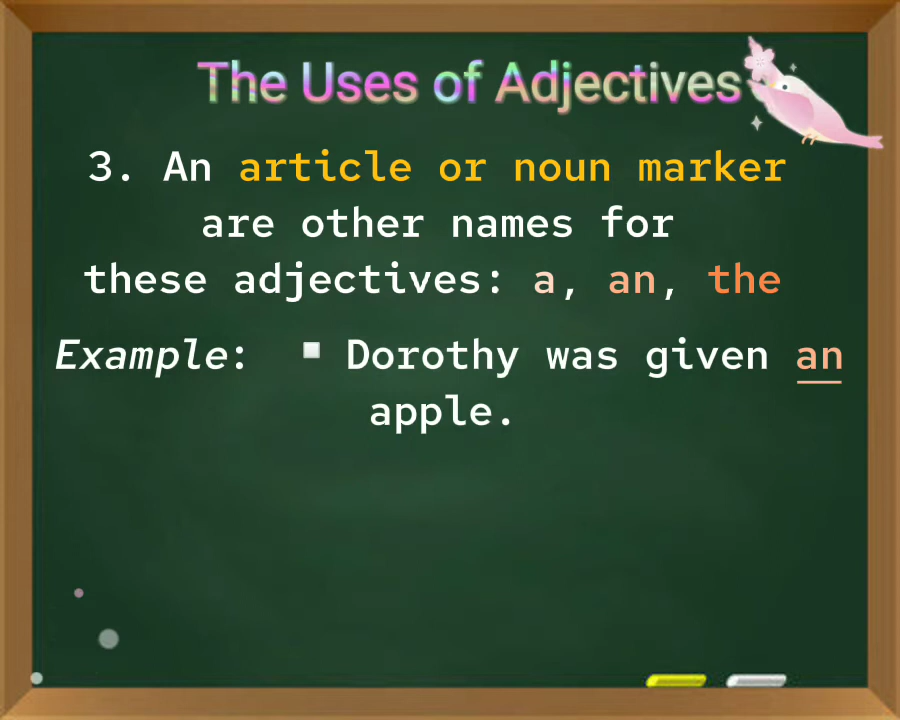 The Uses of Adjectives
3. An article or noun marker
are other names for
these adjectives: a, an, the
Example: ▪ Dorothy was given an
apple.